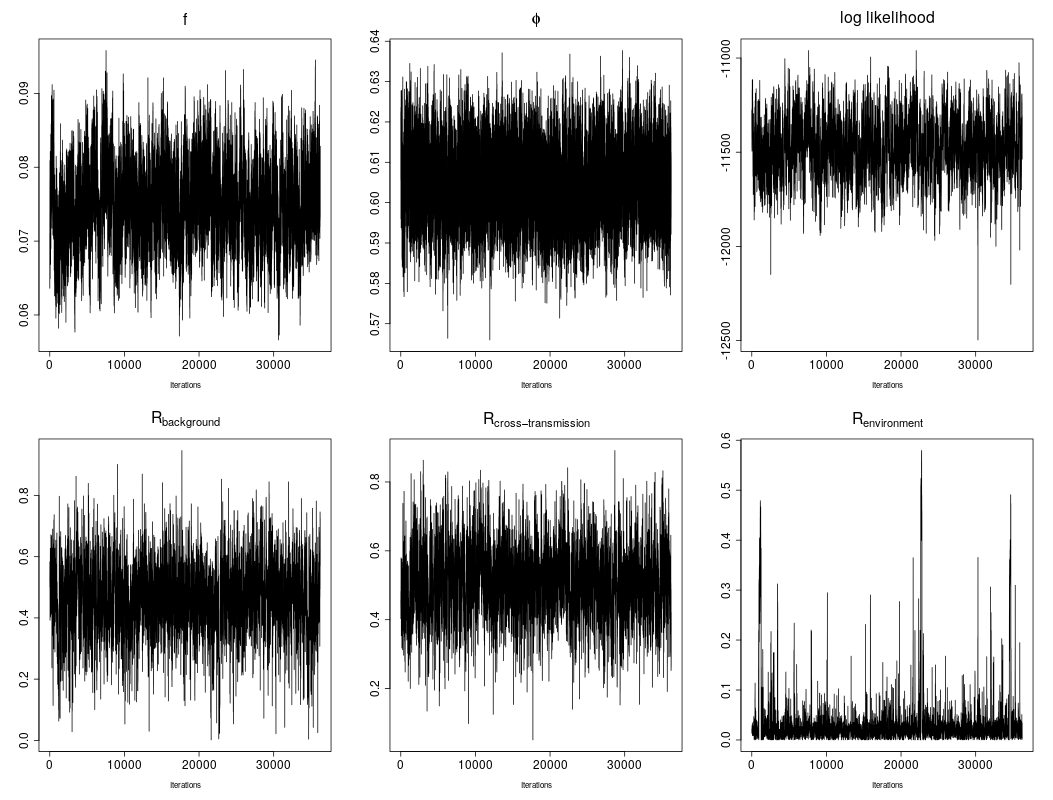 f
0.09
0.08
0.07
0.06
0 10000 20000 30000
Iterations
ϕ
0.64
0.63
0.62
0.61
0.60
0.59
0.58
0.57
0 10000 20000 30000
Iterations
log likelihood
-11000
-11500
-12000
-12500
0 10000 20000 30000
Iterations
Rbackground
0.8
0.6
0.4
0.2
0.0
0 10000 20000 30000
Iterations
Rcross−transmission
0.8
0.6
0.4
0.2
0 10000 20000 30000
Iterations
Renvironment
0.6
0.5
0.4
0.3
0.2
0.1
0.0
0 10000 20000 30000
Iterations